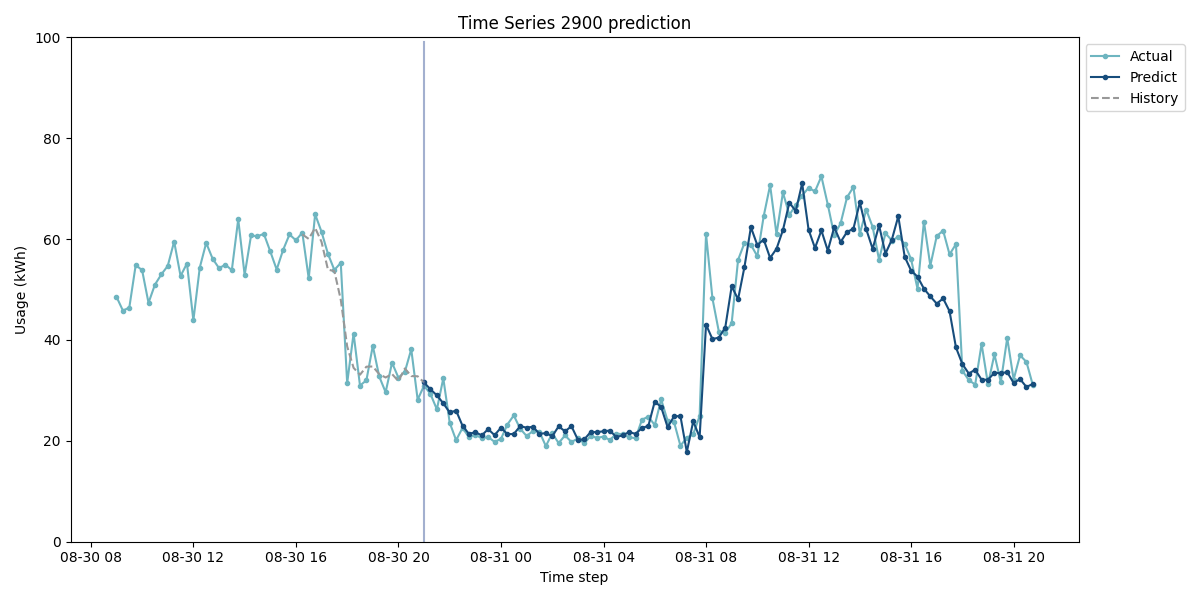 Time Series 2900 prediction
100
80
60
40
20
0
Usage (kWh)
08-30 08 08-30 12 08-30 16 08-30 20 08-31 00 08-31 04 08-31 08 08-31 12 08-31 16 08-31 20
Time step
Actual
Predict
History